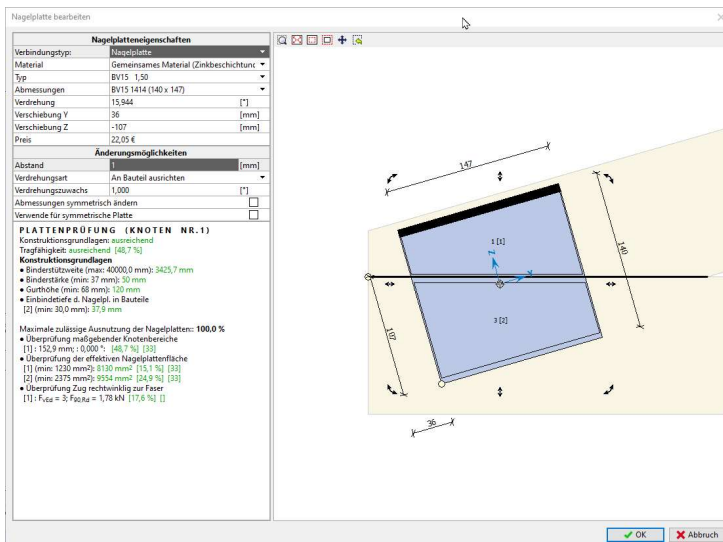 Nagelplatte bearbeiten
Nagelplatteneigenschaften
Verbindungstyp: Nagelplatte
Material Gemeinsames Material (Zinkbeschichtunc
Typ BV15 1,50
Abmessungen BV15 1414 (140 x 147)
Verdrehung 15,944 [°]
Verschiebung Y 36 [mm]
Verschiebung Z -107 [mm]
Preis 22,05 €
Änderungsmöglichkeiten
Abstand 1 [mm]
Verdrehungsart An Bauteil ausrichten
Verdrehungszuwachs 1,000 [°]
Abmessungen symmetrisch ändern
Verwende für symmetrische Platte
PLATTENPRÜFUNG (KNOTEN NR.1)
Konstruktionsgrundlagen: ausreichend
Tragfähigkeit: ausreichend [48,7 %]
Konstruktionsgrundlagen
• Binderstützweite (max: 40000,0 mm): 3425,7 mm
• Binderstärke (min: 37 mm): 50 mm
• Gurthöhe (min: 68 mm): 120 mm
• Einbindetiefe d. Nagelpl. in Bauteile
[2] (min: 30,0 mm): 37,9 mm
Maximale zulässige Ausnutzung der Nagelplatten:: 100,0 %
• Überprüfung maßgebender Knotenbereiche
[1] : 152,9 mm; : 0,000 °: [48,7 %] [33]
• Überprüfung der effektiven Nagelplattenfläche
[1] (min: 1230 mm²): 8130 mm² [15,1 %] [33]
[2] (min: 2375 mm²): 9554 mm² [24,9 %] [33]
• Überprüfung Zug rechtwinklig zur Faser
[1] : FvEd = 3; F90,Rd = 1,78 kN [17,6 %] []
147
1 [1]
140
Z
Y
3 [2]
107
36
OK
Abbruch